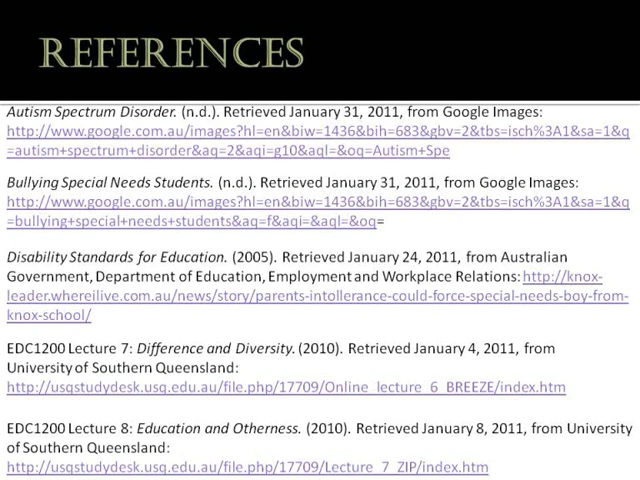 REFERENCES
Autism Spectrum Disorder. (n.d.). Retrieved January 31, 2011, from Google Images:
http://www.google.com.au/images?hl=en&biw=1436&bih=683&gbv=2&tbs=isch%3A1&sa=1&q
=autism+spectrum+disorder&aq=2&aqi=g10&aql=&oq=Autism+Spe
Bullying Special Needs Students. (n.d.). Retrieved January 31, 2011, from Google Images:
http://www.google.com.au/images?hl=en&biw=1436&bih=683&gbv=2&tbs=isch%3A1&sa=1&q
=bullying+special+needs+students&aq=f&aqi=&aql=&oq=
Disability Standards for Education. (2005). Retrieved January 24, 2011, from Australian
Government, Department of Education, Employment and Workplace Relations: http://knox-
leader.whereilive.com.au/news/story/parents-intollerance-could-force-special-needs-boy-from-
knox-school/
EDC1200 Lecture 7: Difference and Diversity. (2010). Retrieved January 4, 2011, from
University of Southern Queensland:
http://usqstudydesk.usq.edu.au/file.php/17709/Online_lecture_6_BREEZE/index.htm
EDC1200 Lecture 8: Education and Otherness. (2010). Retrieved January 8, 2011, from University
of Southern Queensland:
http://usqstudydesk.usq.edu.au/file.php/17709/Lecture_7_ZIP/index.htm